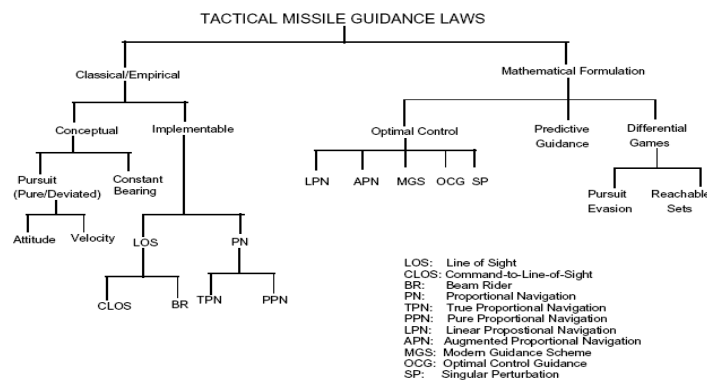 TACTICAL MISSILE GUIDANCE LAWS
Classical/Empirical
Mathematical Formulation
Conceptual
Implementable
Optimal Control
Predictive
Guidance
Differential
Games
Pursuit
(Pure/Deviated)
Constant
Bearing
LPN
APN
MGS
OCG
SP
Pursuit
Evasion
Reachable
Sets
Attitude
Velocity
LOS
PN
CLOS
BR
TPN
PPN
LOS: Line of Sight
CLOS: Command-to-Line-of-Sight
BR: Beam Rider
PN: Proportional Navigation
TPN: True Proportional Navigation
PPN: Pure Proportional Navigation
LPN: Linear Propostional Navigation
APN: Augmented Proportional Navigation
MGS: Modern Guidance Scheme
OCG: Optimal Control Guidance
SP: Singular Perturbation